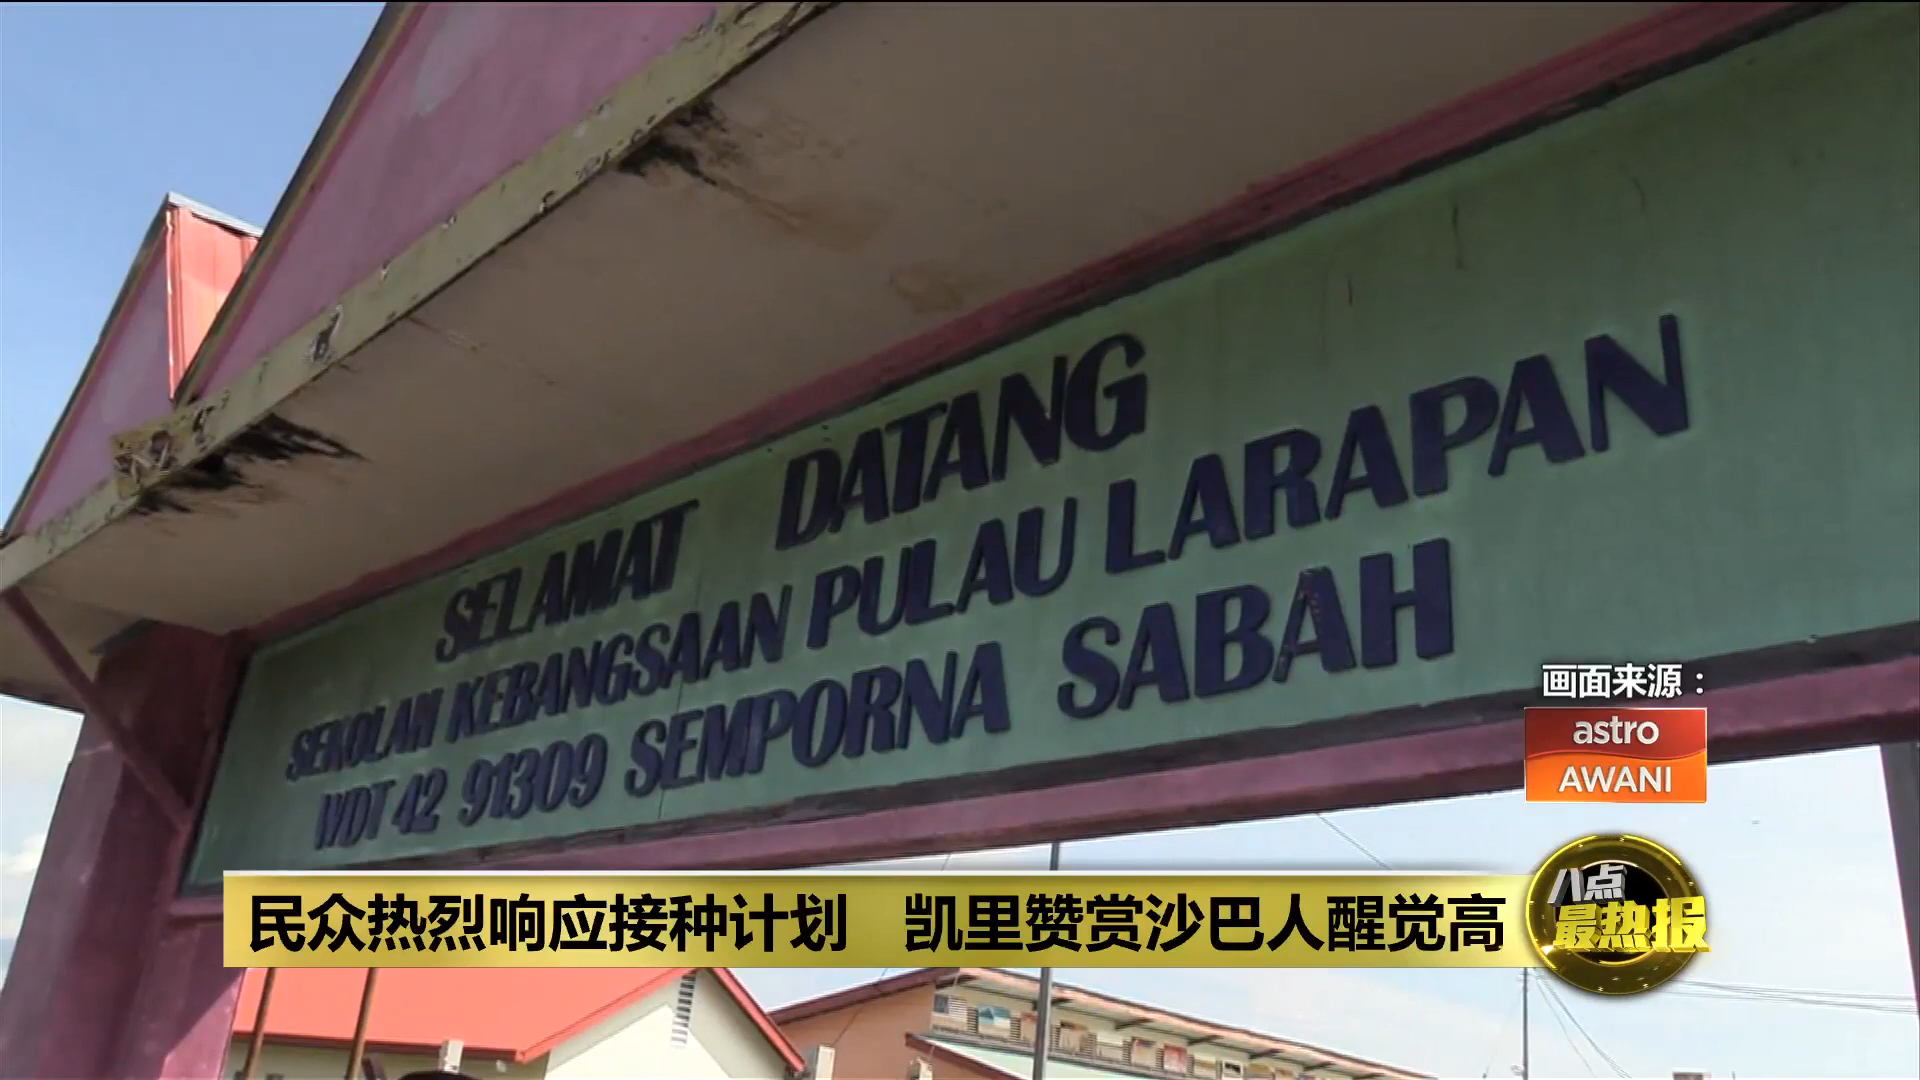 SELAMAT DATANG
SEKOLAH KEBANGSAAN PULAU LARAPAN
WDT 42 91309 SEMPORNA SABAH
画面来源：
astro
AWANI
民众热烈响应接种计划 凯里赞赏沙巴人醒觉高
八点
最热报